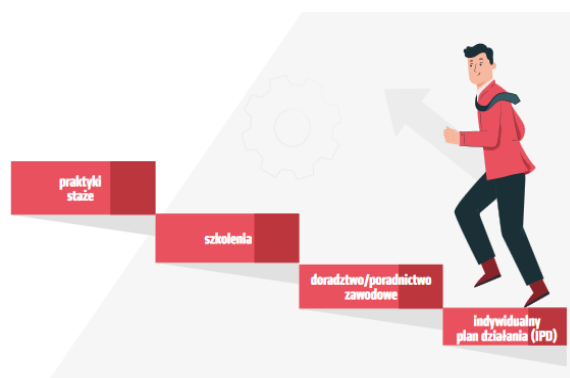 praktyki
staże
szkolenia
doradztwo/poradnictwo
zawodowe
indywidualny
plan działania (IPD)